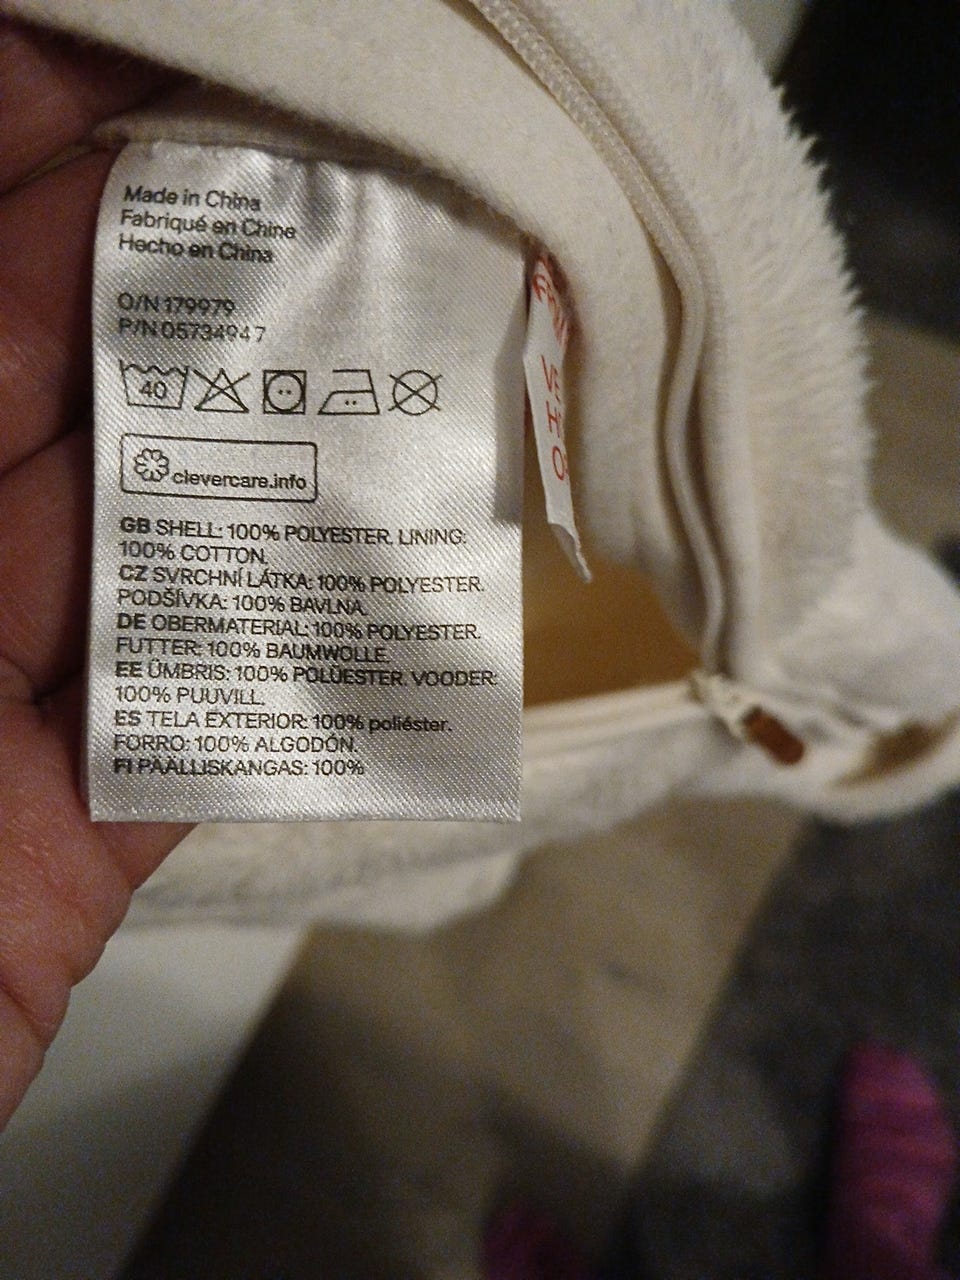 Made in China
Fabriqué en Chine
Hecho en China
O/N 179979
P/N 05734947
40
clevercare.info
GB SHELL: 100% POLYESTER. LINING:
100% COTTON.
CZ SVRCHNÍ LÁTKA: 100% POLYESTER.
PODŠÍVKA: 100% BAVLNA.
DE OBERMATERIAL: 100% POLYESTER.
FUTTER: 100% BAUMWOLLE.
EE ÜMBRIS: 100% POLÜESTER. VOODER:
100% PUUVILL.
ES TELA EXTERIOR: 100% poliéster.
FORRO: 100% ALGODÓN.
FI PÄÄLLISKANGAS: 100%